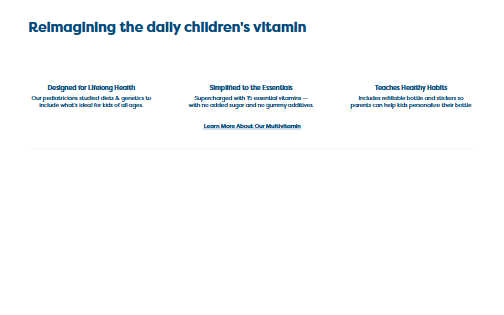 Reimagining the daily children's vitamin
Designed for Lifelong Health
Our pediatricians studied diets & genetics to
include what's ideal for kids of all ages.
Simplified to the Essentials
Supercharged with 15 essential vitamins —
with no added sugar and no gummy additives.
Teaches Healthy Habits
Includes refillable bottle and stickers so
parents can help kids personalize their bottle
Learn More About Our Multivitamin